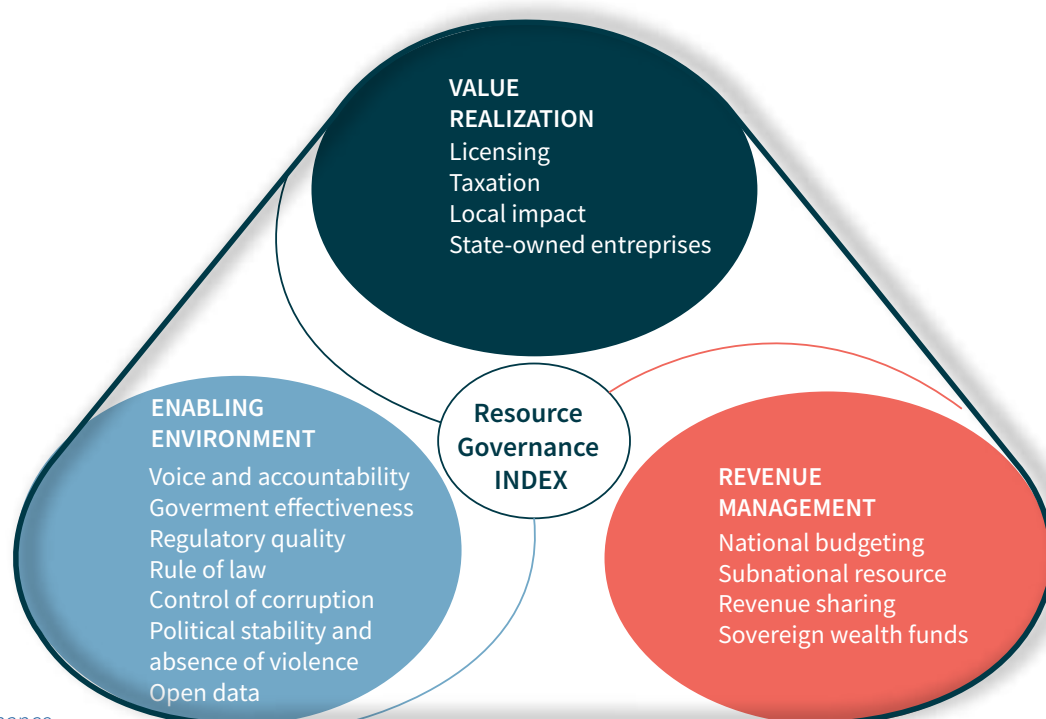 VALUE
REALIZATION
Licensing
Taxation
Local impact
State-owned entreprises
Resource
Governance
INDEX
ENABLING
ENVIRONMENT
Voice and accountability
Goverment effectiveness
Regulatory quality
Rule of law
Control of corruption
Political stability and
absence of violence
Open data
REVENUE
MANAGEMENT
National budgeting
Subnational resource
Revenue sharing
Sovereign wealth funds